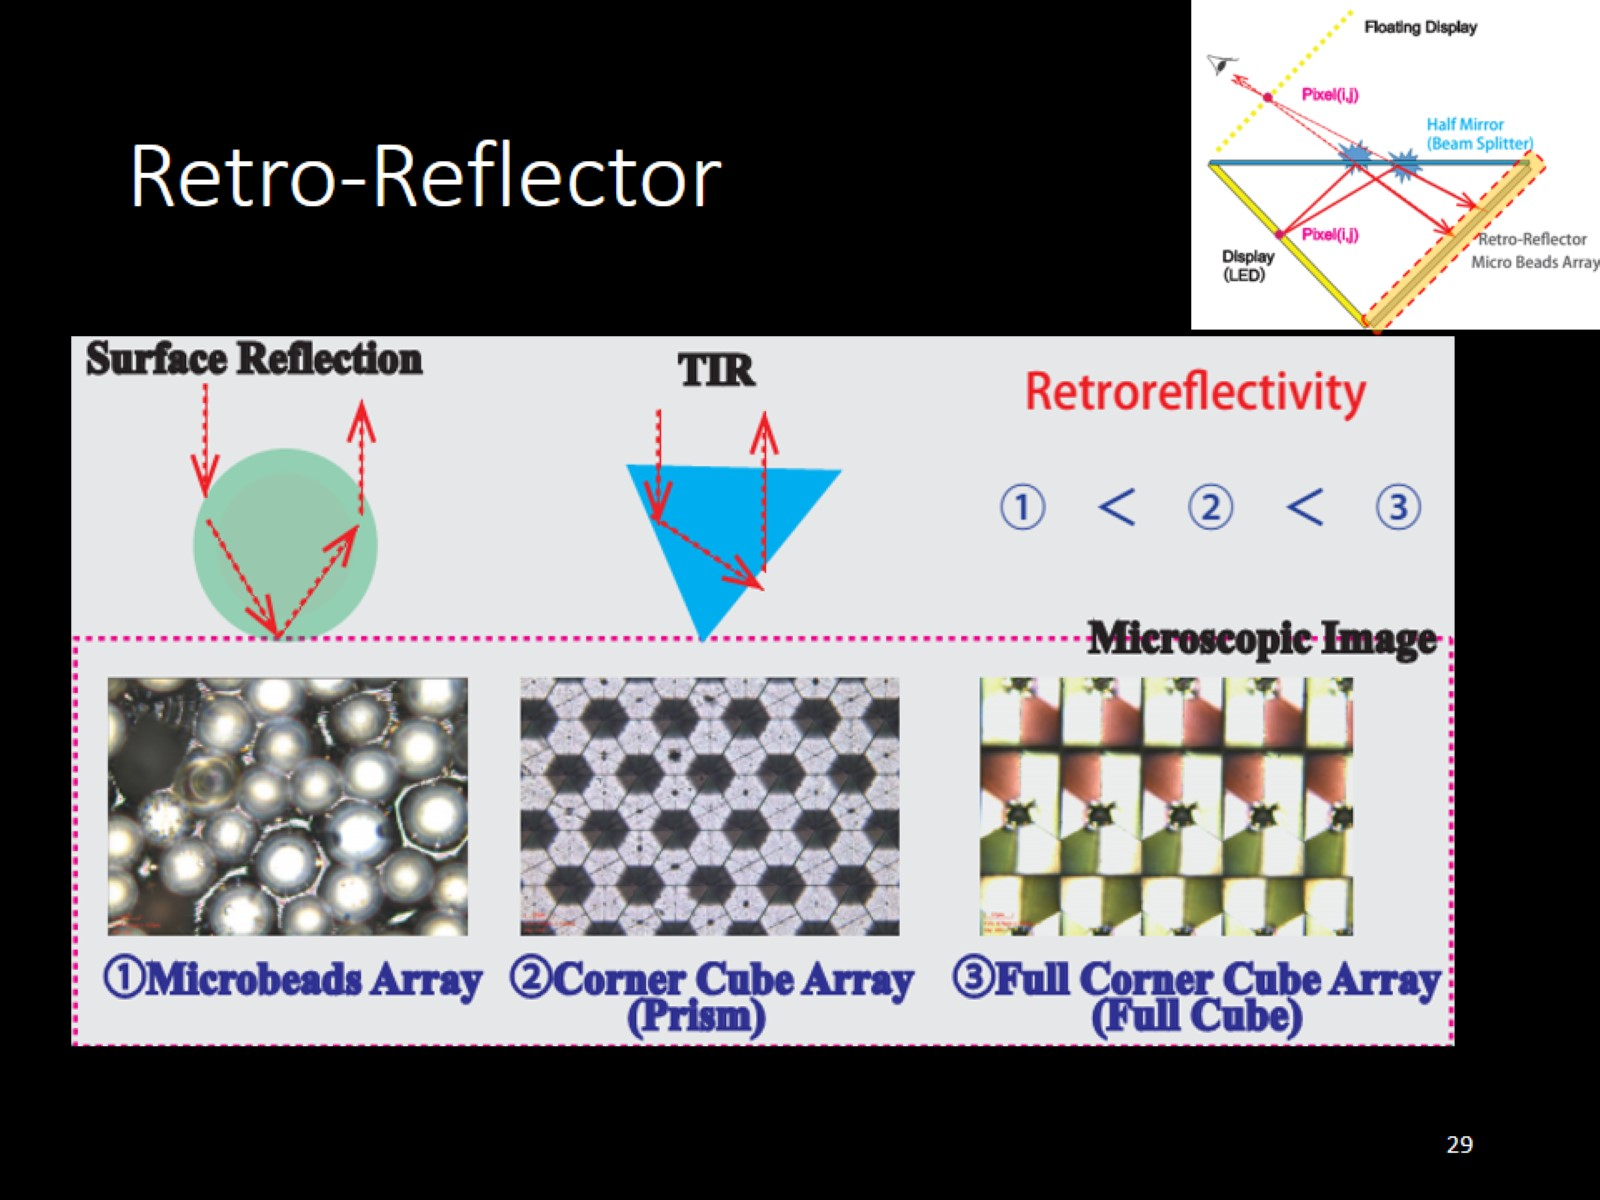 Retro-Reflector
Floating Display
Pixel(i,j)
Half Mirror
(Beam Splitter)
Pixel(i,j)
Display
(LED)
Retro-Reflector
Micro Beads Array
Surface Reflection
TIR
Retroreflectivity
① < ② < ③
Microscopic Image
①Microbeads Array
②Corner Cube Array
(Prism)
③Full Corner Cube Array
(Full Cube)
29